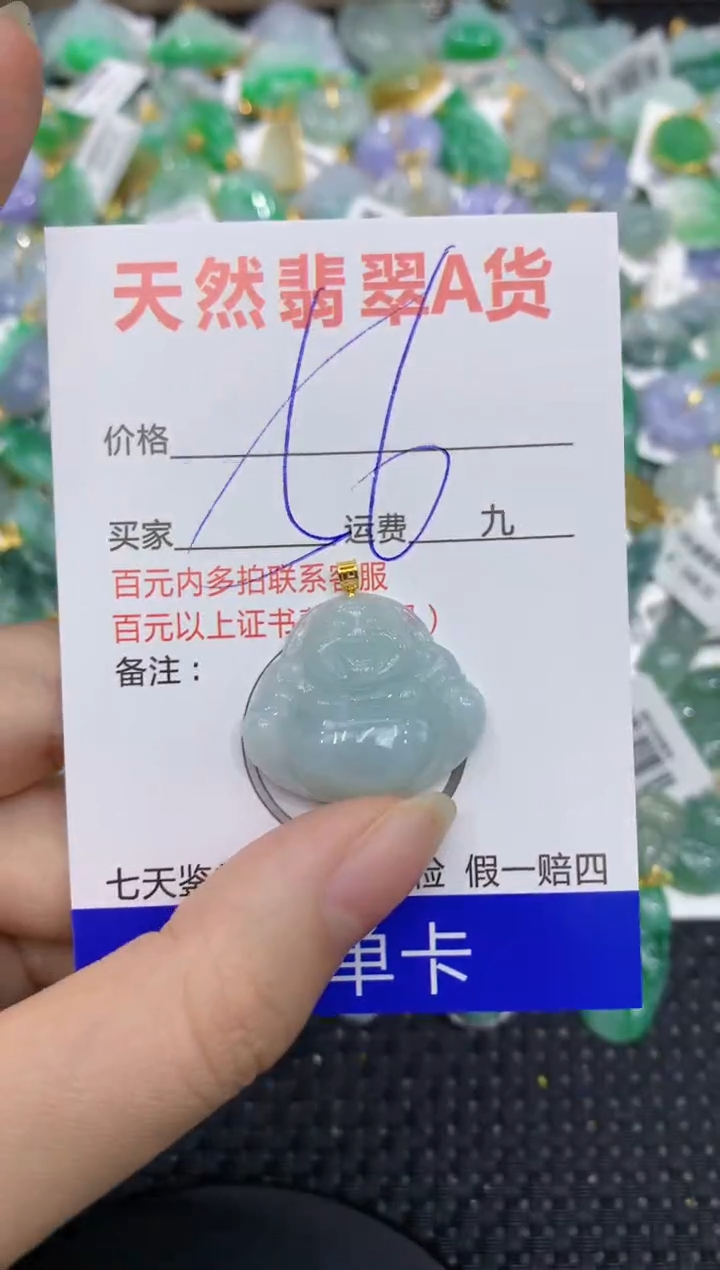 天然翡翠A货
价格
买家 运费 九
百元内多拍联系客服
百元以上证书
备注：
七天鉴 检 假一赔四
单卡